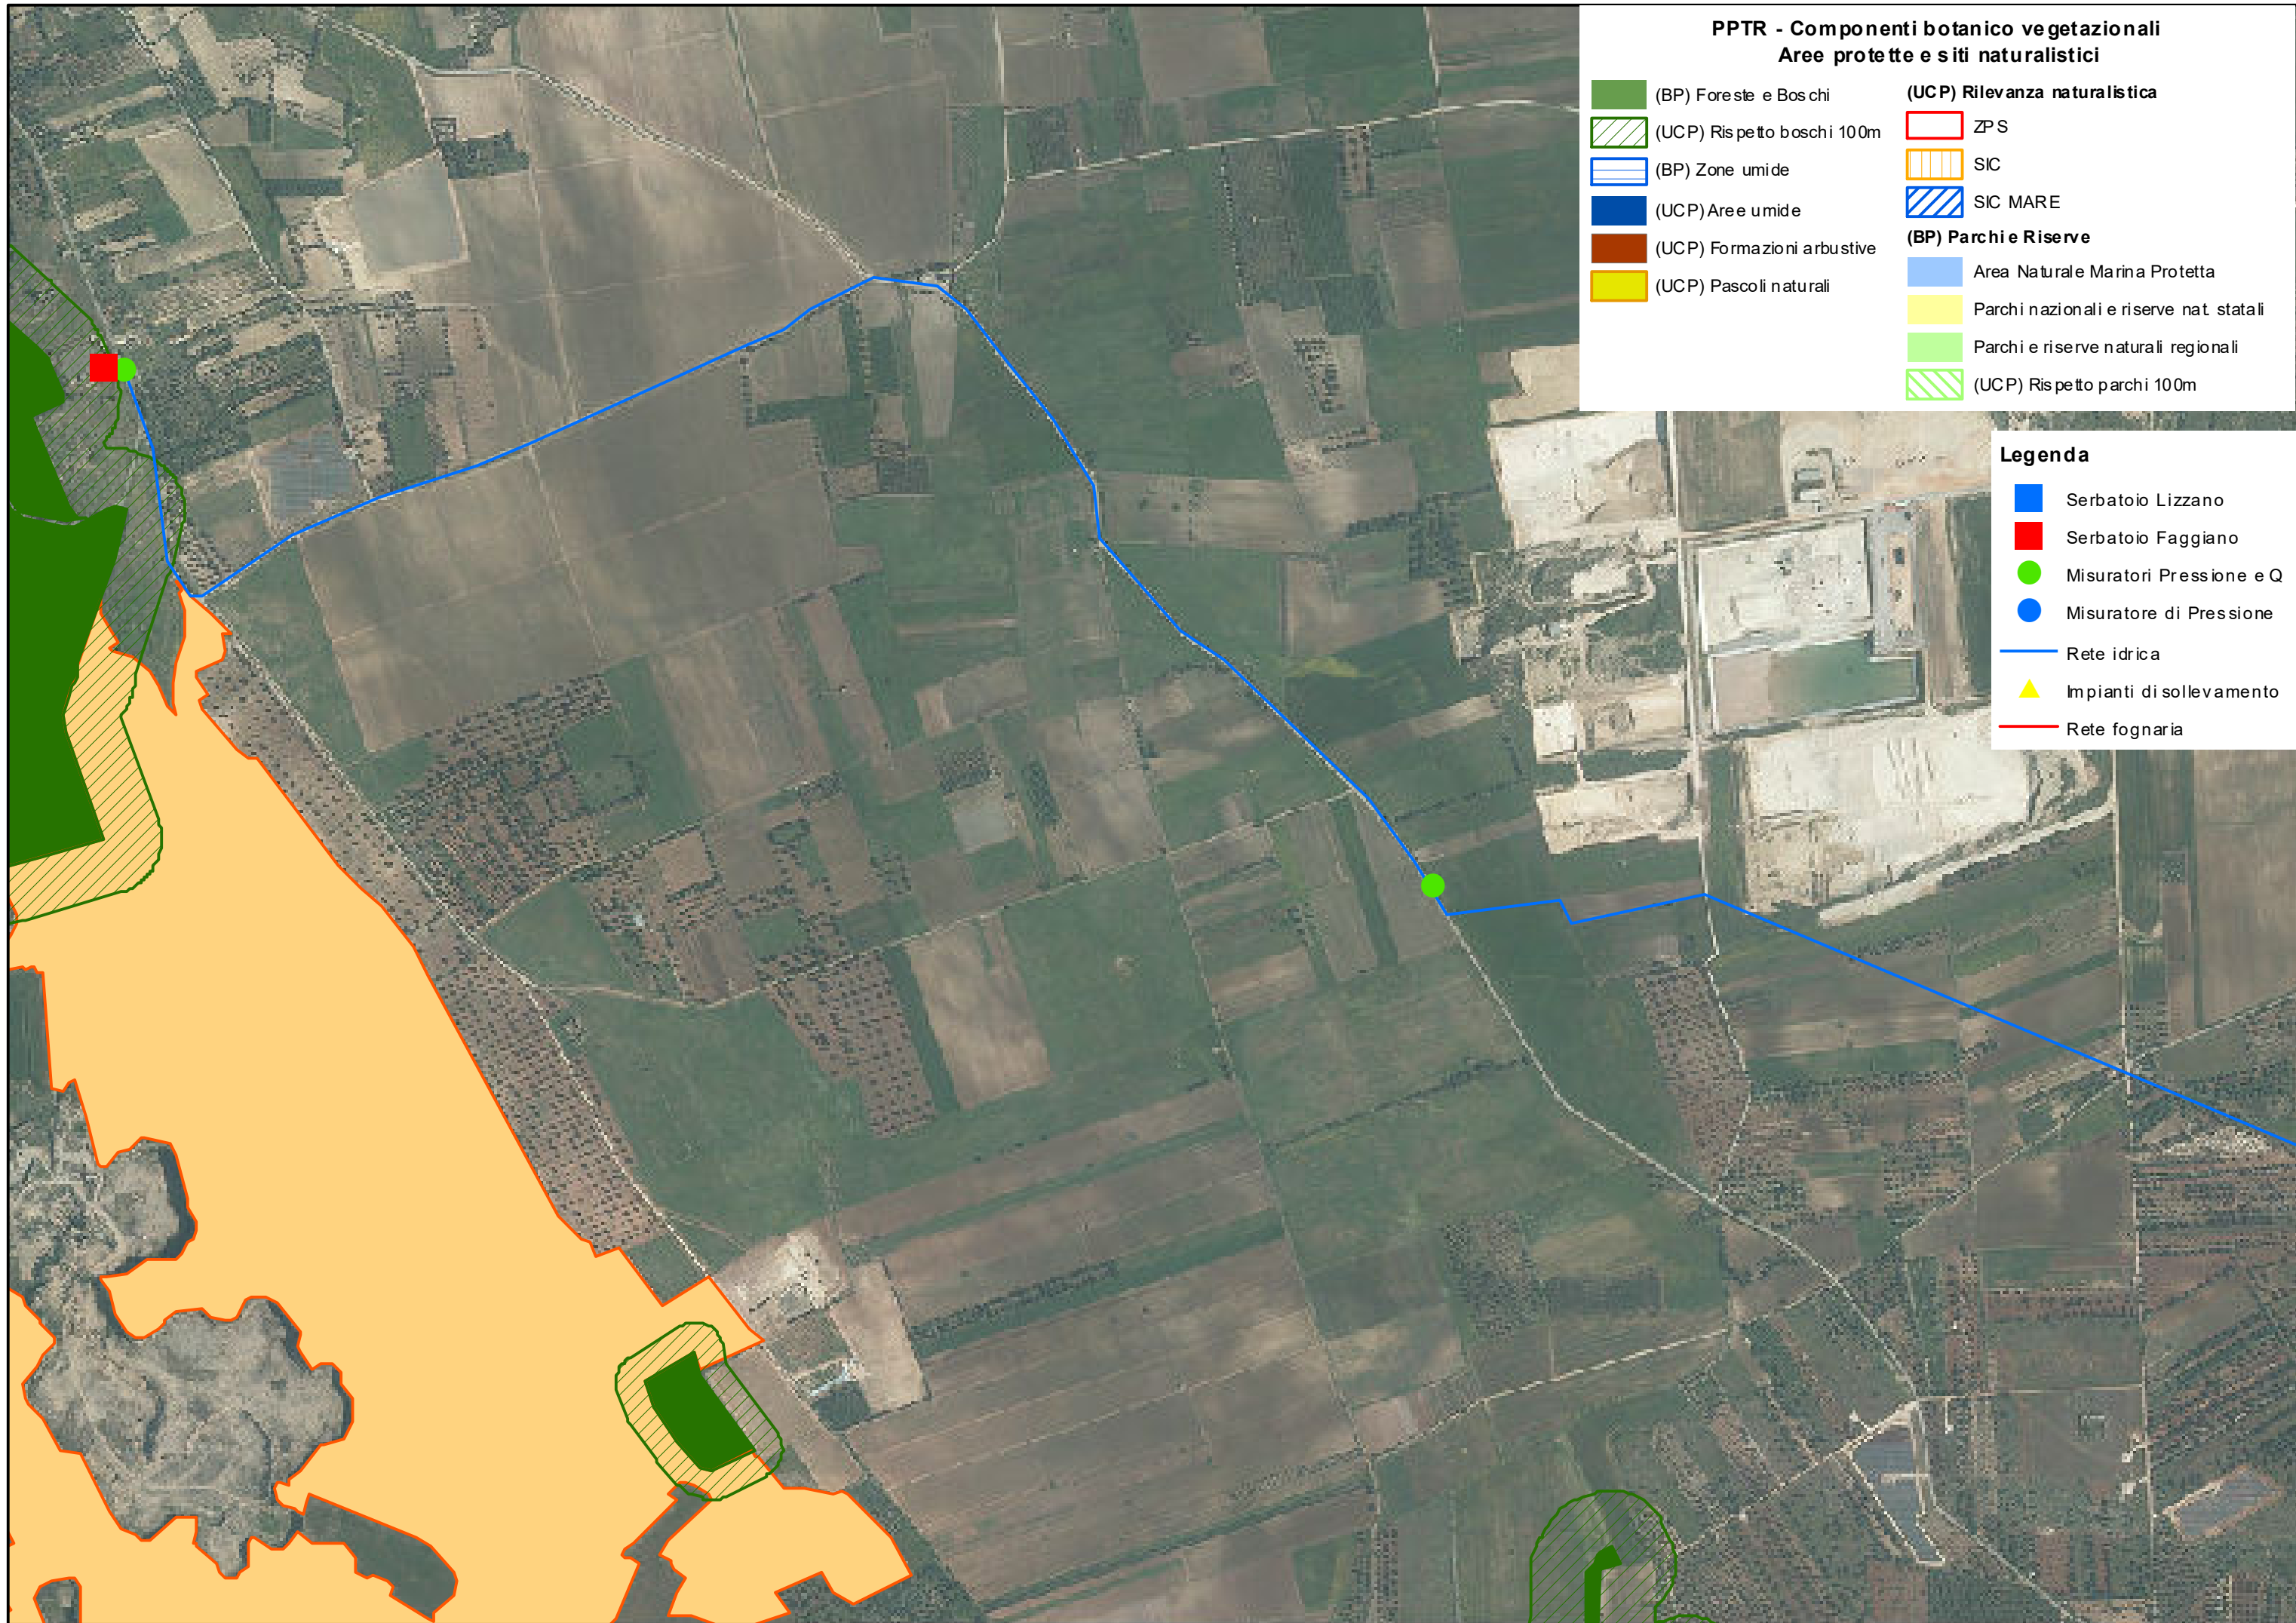 PPTR - Componenti botanico vegetazionali
Aree protette e siti naturalistici
(BP) Foreste e Boschi
(UCP) Rispetto boschi 100m
(BP) Zone umide
(UCP) Aree umide
(UCP) Formazioni arbustive
(UCP) Pascoli naturali
(UCP) Rilevanza naturalistica
ZPS
SIC
SIC MARE
(BP) Parchi e Riserve
Area Naturale Marina Protetta
Parchi nazionali e riserve nat. statali
Parchi e riserve naturali regionali
(UCP) Rispetto parchi 100m
Legenda
Serbatoio Lizzano
Serbatoio Faggiano
Misuratori Pressione e Q
Misuratore di Pressione
Rete idrica
Impianti di sollevamento
Rete fognaria